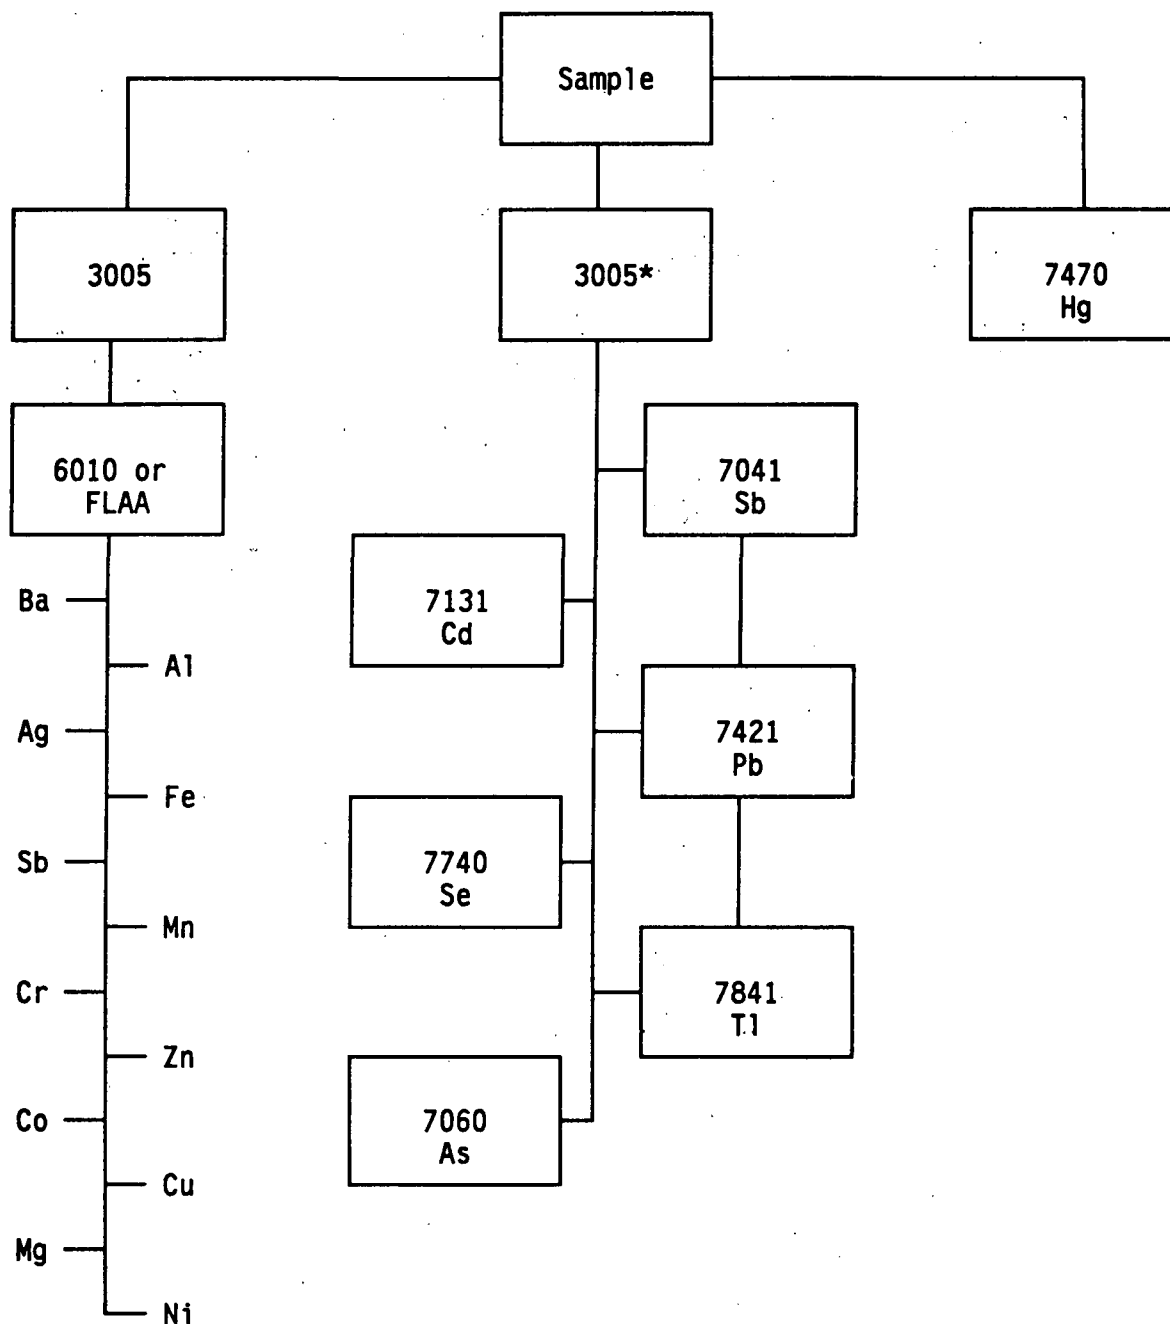 Sample
3005
3005*
7470
Hg
6010 or
FLAA
7041
Sb
7131
Cd
7421
Pb
7740
Se
7841
Tl
7060
As
Ba
Al
Ag
Fe
Sb
Mn
Cr
Zn
Co
Cu
Mg
Ni